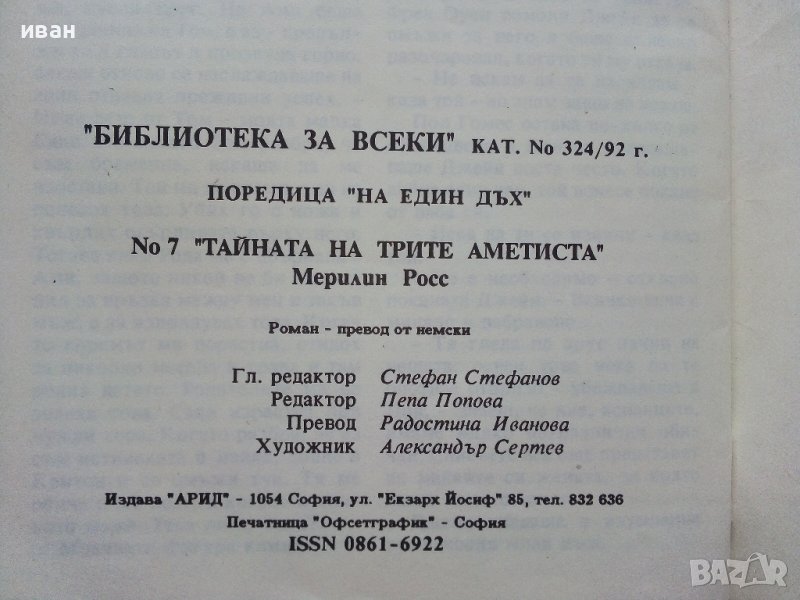 иван
"БИБЛИОТЕКА ЗА ВСЕКИ" КАТ. No 324/92 г.
ПОРЕДИЦА "НА ЕДИН ДЪХ"
No 7 "ТАЙНАТА НА ТРИТЕ АМЕТИСТА"
Мерилин Росс
Роман - превод от немски
Гл. редактор Стефан Стефанов
Редактор Пепа Попова
Превод Радостина Иванова
Художник Александър Сертев
Издава "АРИД" - 1054 София, ул. "Екзарх Йосиф" 85, тел. 832 636
Печатница "Офсетграфик" - София
ISSN 0861-6922
BAZAR